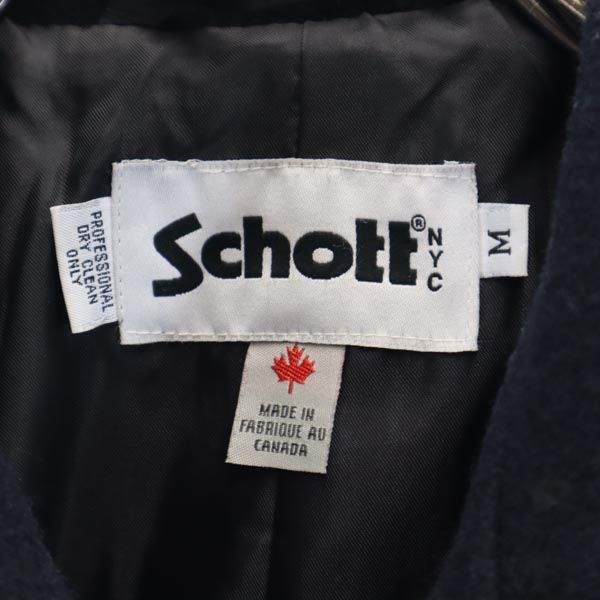 Schott®
NYC
M
PROFESSIONAL
DRY CLEAN
ONLY
MADE IN
FABRIQUE AU
CANADA